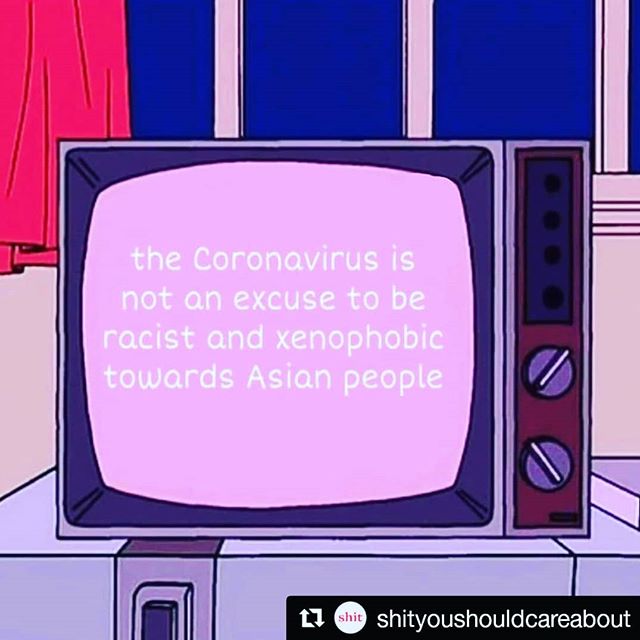 the Coronavirus is
not an excuse to be
racist and xenophobic
towards Asian people
shit shityoushouldcareabout